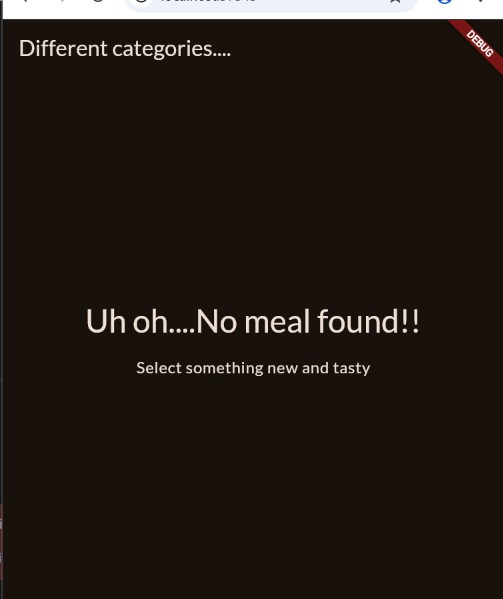 Different categories....
DEBUG
Uh oh....No meal found!!
Select something new and tasty